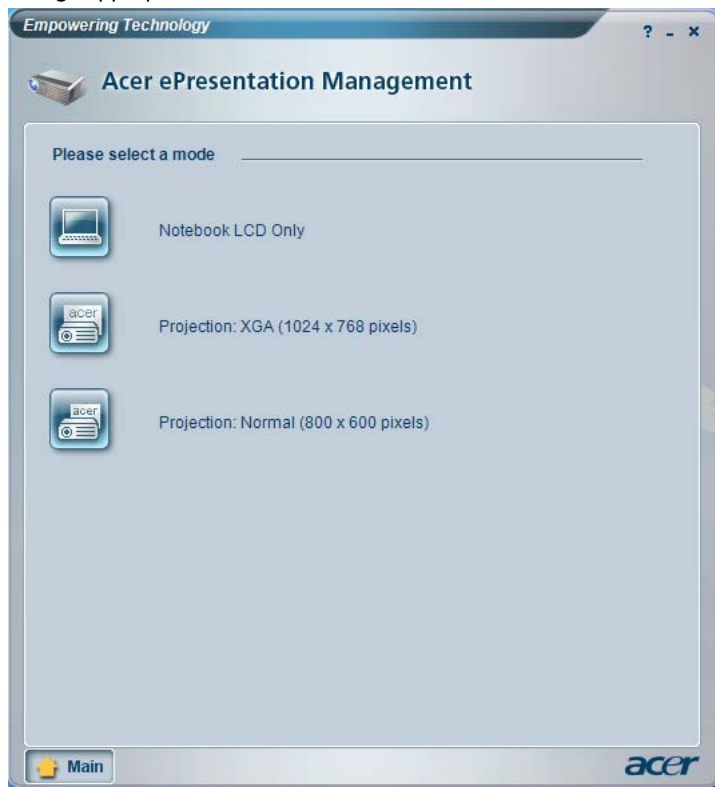 Empowering Technology
? - ×
Acer ePresentation Management
Please select a mode
Notebook LCD Only
acer
Projection: XGA (1024 x 768 pixels)
acer
Projection: Normal (800 x 600 pixels)
Main
acer